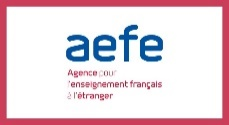 aefe
Agence pour
l'enseignement français
à l'étranger